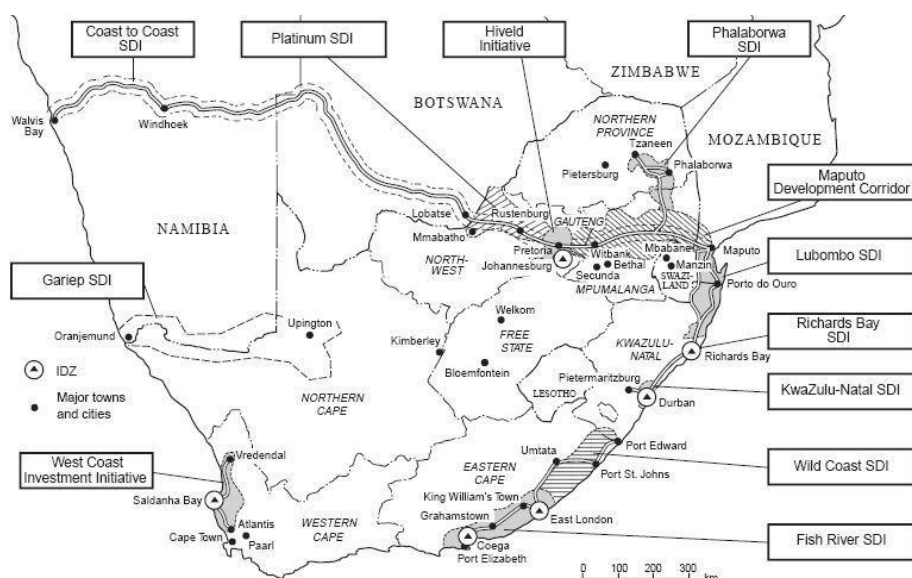 Coast to Coast
SDI
Platinum SDI
Hiveld
Initiative
Phalaborwa
SDI
ZIMBABWE
BOTSWANA
Walvis
Bay
Windhoek
NORTHERN
PROVINCE
Tzaneen
MOZAMBIQUE
Pietersburg
Phalaborwa
Maputo
Development Corridor
Lobatse
Rustenburg
GAUTENG
NAMIBIA
Mmabatho
Pretoria
Witbank
Mbabane
Maputo
NORTH-
WEST
Johannesburg
Bethal
Manzin
Secunda
SWAZI-
LAND
Lubombo SDI
MPUMALANGA
Porto do Ouro
Gariep SDI
Welkom
Upington
FREE
STATE
Oranjemund
Kimberley
KWAZULU-
NATAL
Richards Bay
SDI
Richards Bay
IDZ
Bloemfontein
Pietermaritzburg
KwaZulu-Natal SDI
Major towns
and cities
NORTHERN
CAPE
LESOTHO
Durban
West Coast
Investment Initiative
Vredendal
Umtata
Port Edward
EASTERN
CAPE
Port St. Johns
Wild Coast SDI
Saldanha Bay
King William's Town
Grahamstown
East London
Atlantis
WESTERN
CAPE
Cape Town
Paarl
Coega
Port Elizabeth
Fish River SDI
0 100 200 300
km